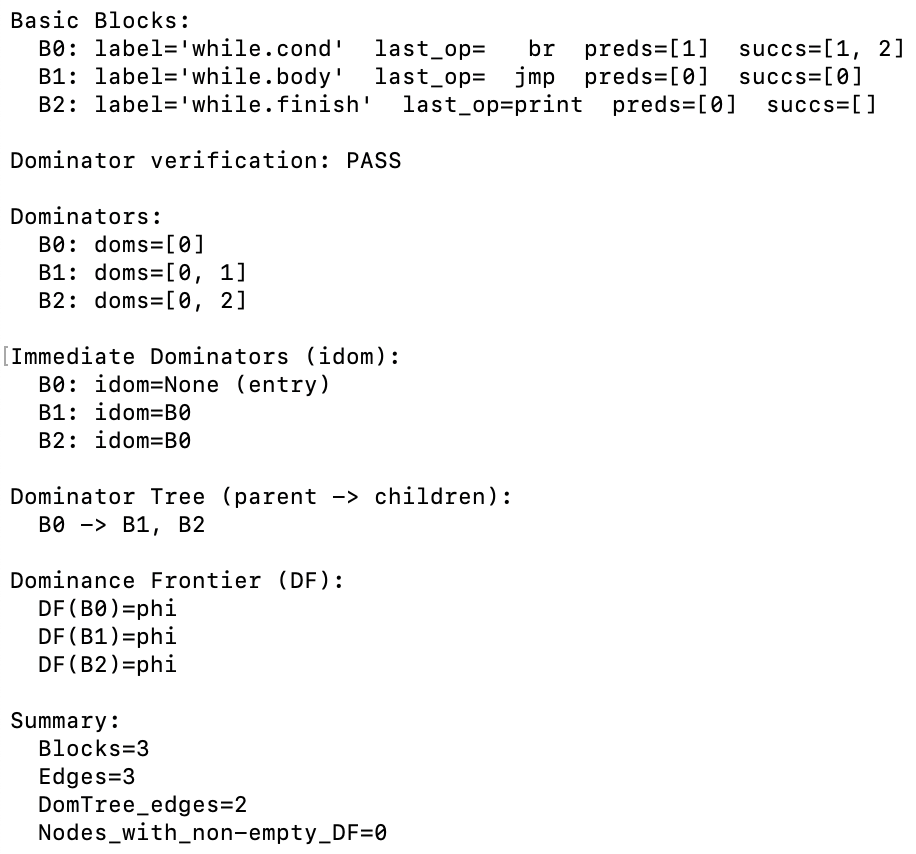 Basic Blocks:
  B0: label='while.cond'  last_op=   br  preds=[1]  succs=[1, 2]
  B1: label='while.body'  last_op=  jmp  preds=[0]  succs=[0]
  B2: label='while.finish'  last_op=print  preds=[0]  succs=[]

Dominator verification: PASS

Dominators:
  B0: doms=[0]
  B1: doms=[0, 1]
  B2: doms=[0, 2]

[Immediate Dominators (idom):
  B0: idom=None (entry)
  B1: idom=B0
  B2: idom=B0

Dominator Tree (parent -> children):
  B0 -> B1, B2

Dominance Frontier (DF):
  DF(B0)=phi
  DF(B1)=phi
  DF(B2)=phi

Summary:
  Blocks=3
  Edges=3
  DomTree_edges=2
  Nodes_with_non-empty_DF=0